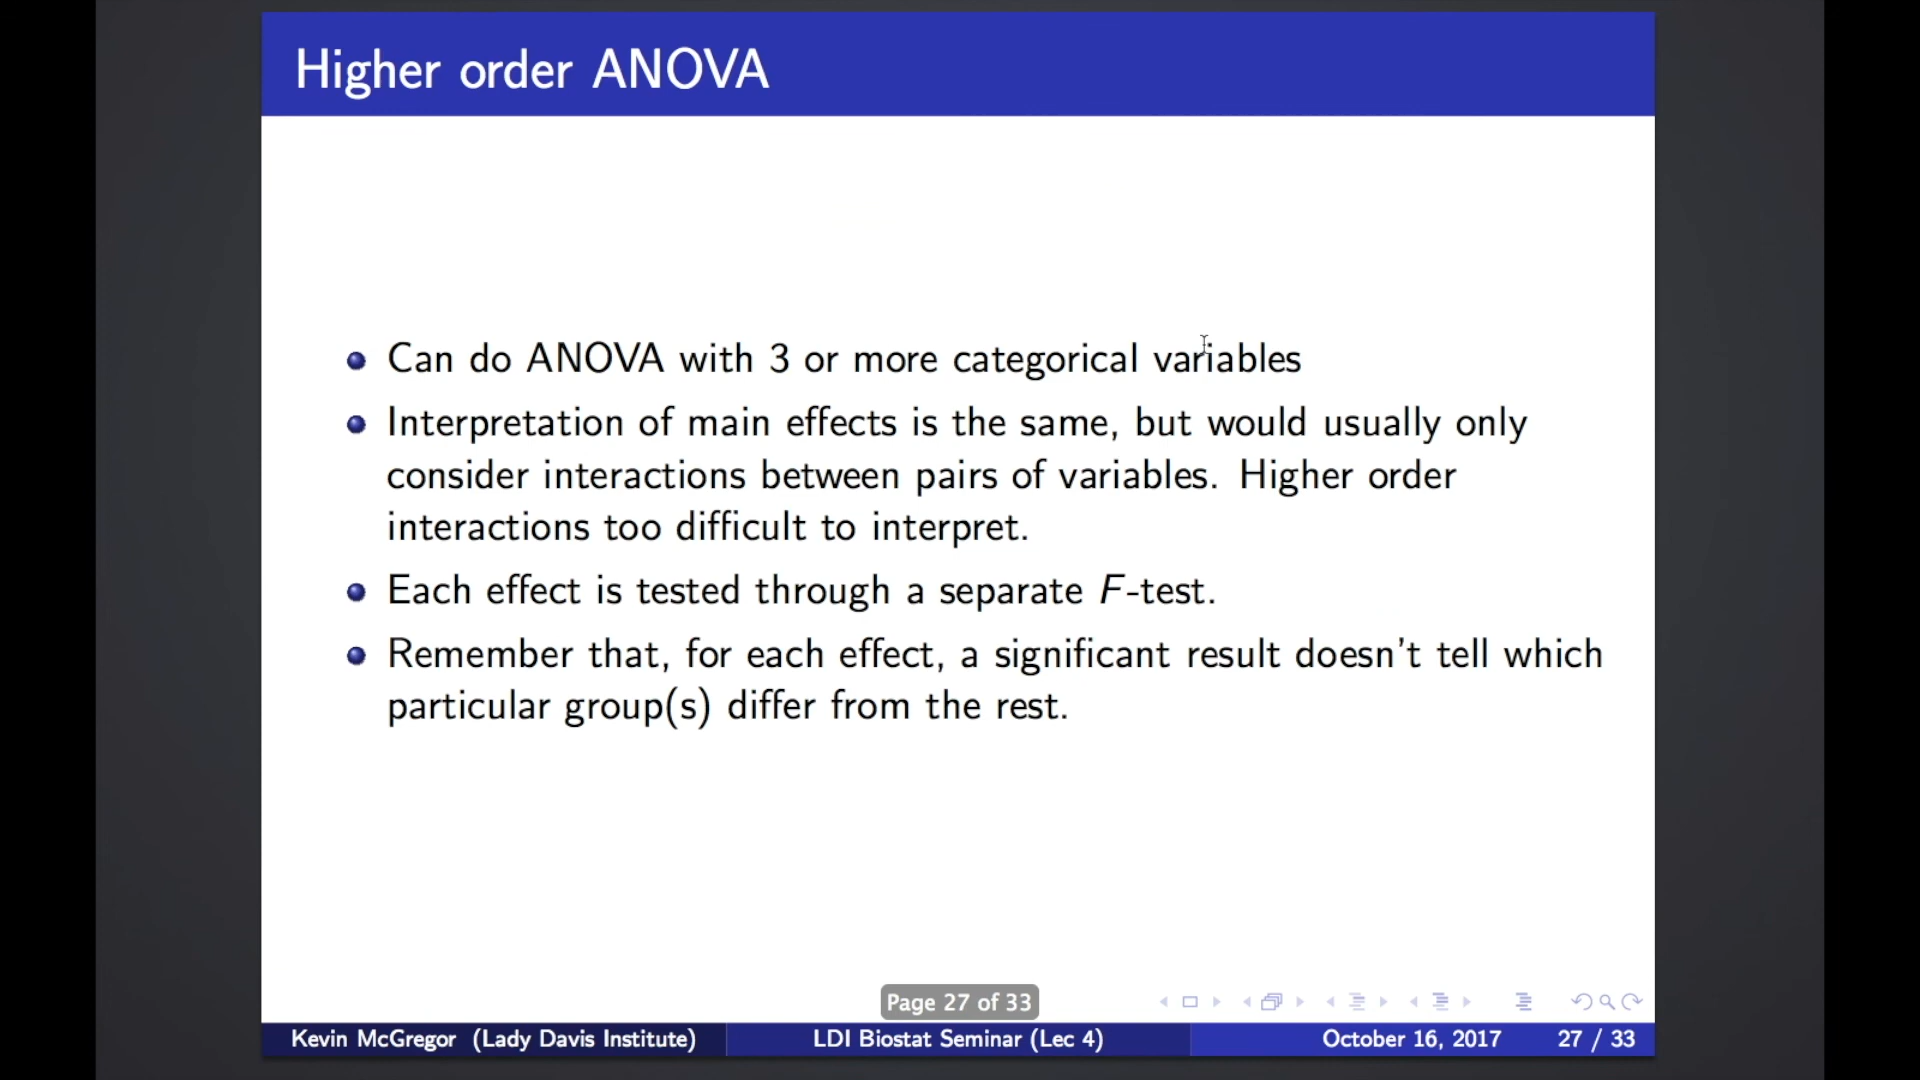 Higher order ANOVA
Can do ANOVA with 3 or more categorical variables
Interpretation of main effects is the same, but would usually only
consider interactions between pairs of variables. Higher order
interactions too difficult to interpret.
Each effect is tested through a separate F-test.
Remember that, for each effect, a significant result doesn't tell which
particular group(s) differ from the rest.
Page 27 of 33
Kevin McGregor (Lady Davis Institute) LDI Biostat Seminar (Lec 4) October 16, 2017 27 / 33